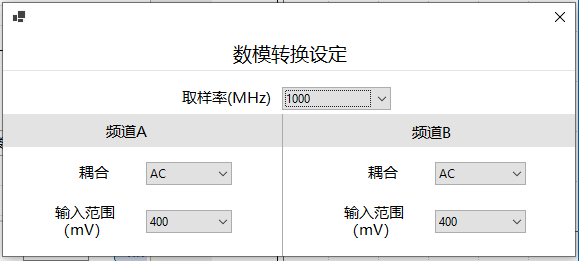 数模转换设定
取样率(MHz) 1000
频道A 频道B
耦合 AC 耦合 AC
输入范围 400 输入范围 400
（mV） （mV）